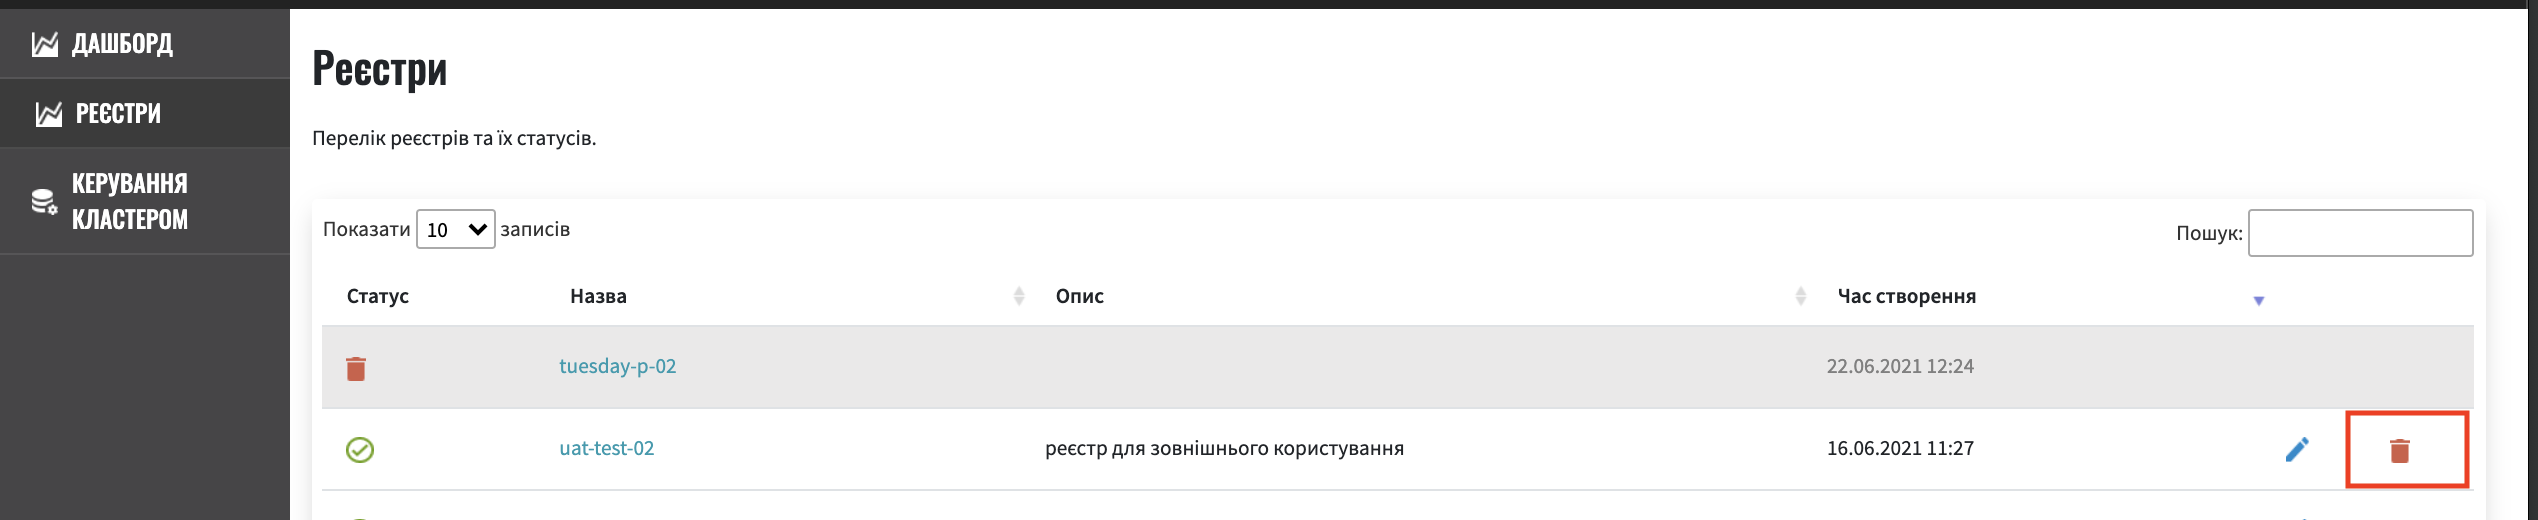 ДАШБОРД
РЕЄСТРИ
КЕРУВАННЯ
КЛАСТЕРОМ
Реєстри
Перелік реєстрів та їх статусів.
Показати 10 записів
Пошук:
Статус Назва Опис Час створення
tuesday-p-02 22.06.2021 12:24
uat-test-02 реєстр для зовнішнього користування 16.06.2021 11:27